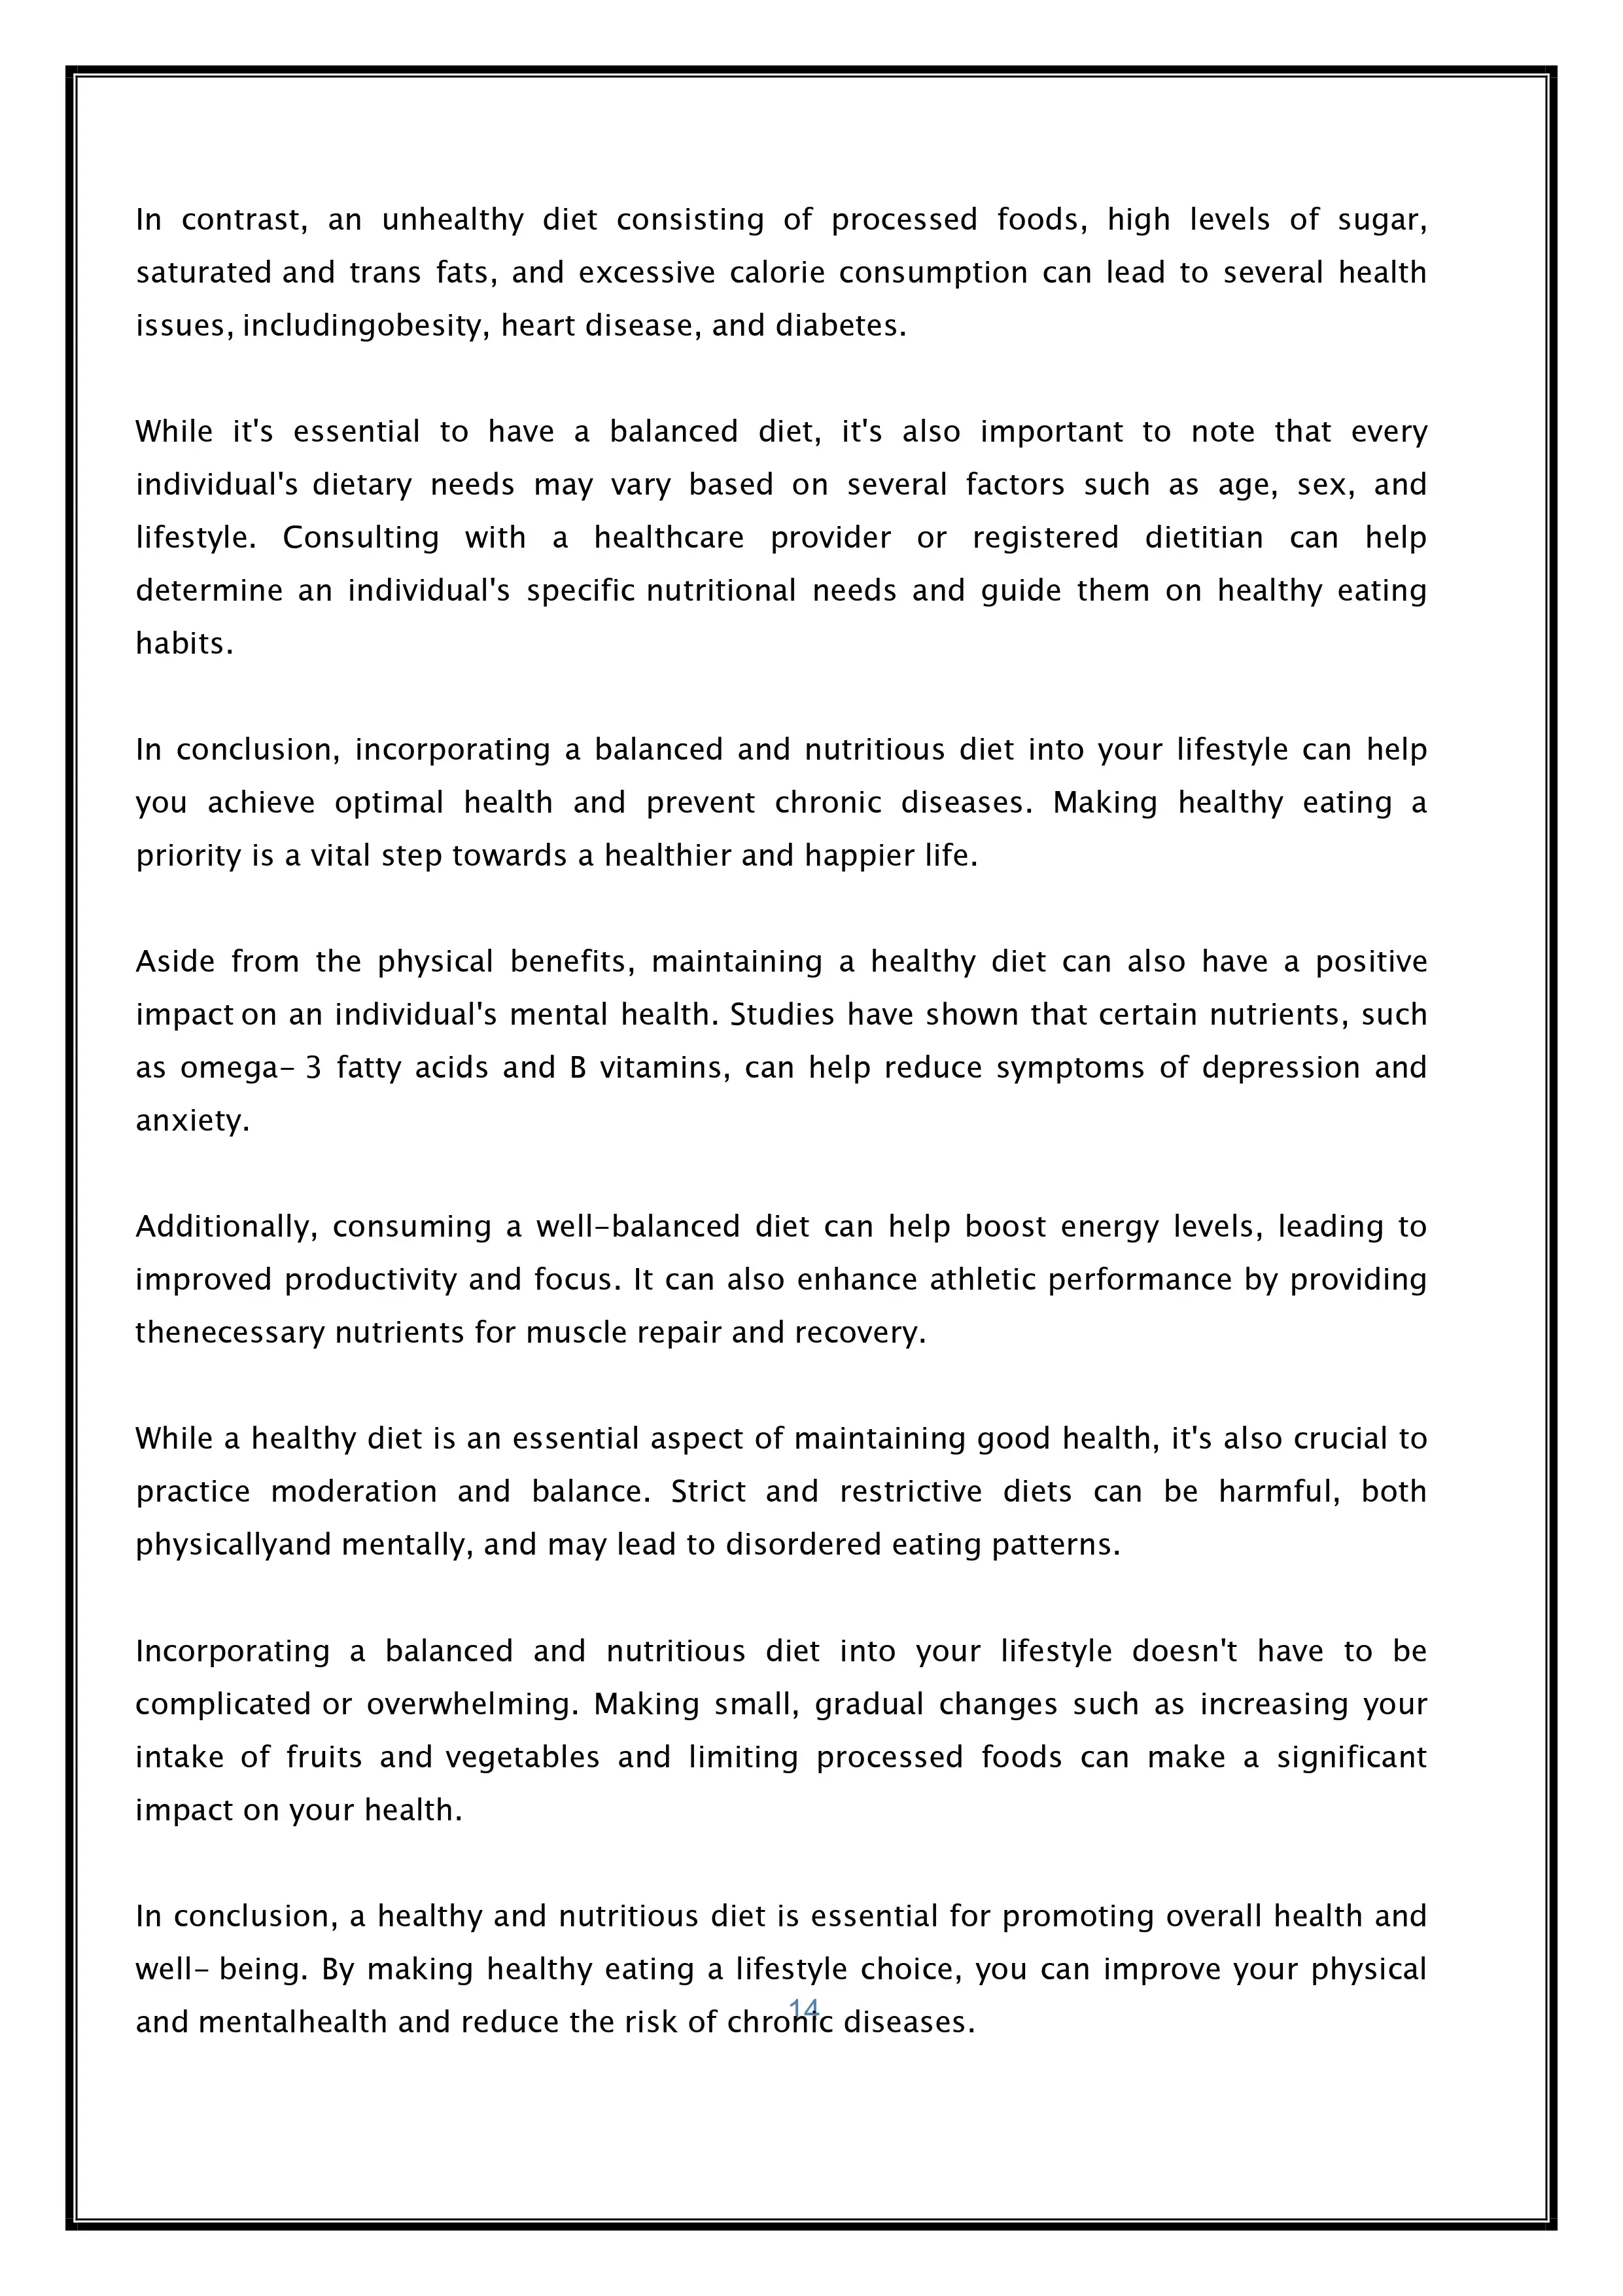 In contrast, an unhealthy diet consisting of processed foods, high levels of sugar,
saturated and trans fats, and excessive calorie consumption can lead to several health
issues, includingobesity, heart disease, and diabetes.
While it's essential to have a balanced diet, it's also important to note that every
individual's dietary needs may vary based on several factors such as age, sex, and
lifestyle. Consulting with a healthcare provider or registered dietitian can help
determine an individual's specific nutritional needs and guide them on healthy eating
habits.
In conclusion, incorporating a balanced and nutritious diet into your lifestyle can help
you achieve optimal health and prevent chronic diseases. Making healthy eating a
priority is a vital step towards a healthier and happier life.
Aside from the physical benefits, maintaining a healthy diet can also have a positive
impact on an individual's mental health. Studies have shown that certain nutrients, such
as omega- 3 fatty acids and B vitamins, can help reduce symptoms of depression and
anxiety.
Additionally, consuming a well-balanced diet can help boost energy levels, leading to
improved productivity and focus. It can also enhance athletic performance by providing
thenecessary nutrients for muscle repair and recovery.
While a healthy diet is an essential aspect of maintaining good health, it's also crucial to
practice moderation and balance. Strict and restrictive diets can be harmful, both
physicallyand mentally, and may lead to disordered eating patterns.
Incorporating a balanced and nutritious diet into your lifestyle doesn't have to be
complicated or overwhelming. Making small, gradual changes such as increasing your
intake of fruits and vegetables and limiting processed foods can make a significant
impact on your health.
In conclusion, a healthy and nutritious diet is essential for promoting overall health and
well- being. By making healthy eating a lifestyle choice, you can improve your physical
and mentalhealth and reduce the risk of chronic diseases.
14